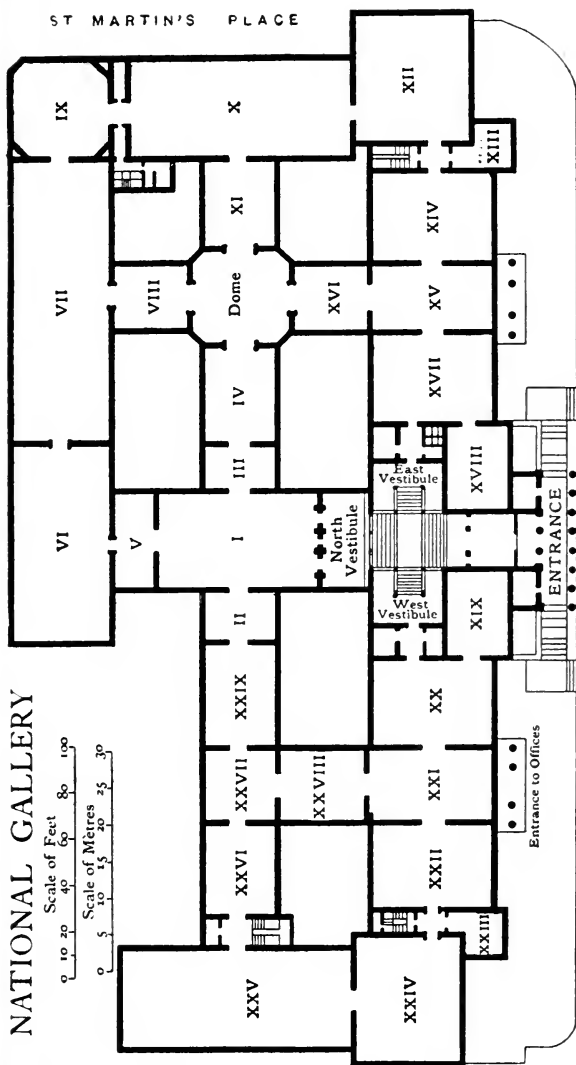 ST MARTIN'S PLACE
NATIONAL GALLERY
Scale of Feet
0 10 20 40 60 80 100
Scale of Mètres
0 5 10 15 20 25 30
IX
X
XII
XIII
VII
VIII
XI
Dome
XVI
XIV
XV
IV
XVII
VI
V
III
I
North
Vestibule
East
Vestibule
XVIII
II
West
Vestibule
XIX
ENTRANCE
XXIX
XX
XXVII
XXVIII
XXI
Entrance to Offices
XXVI
XXII
XXV
XXIV
XXIII